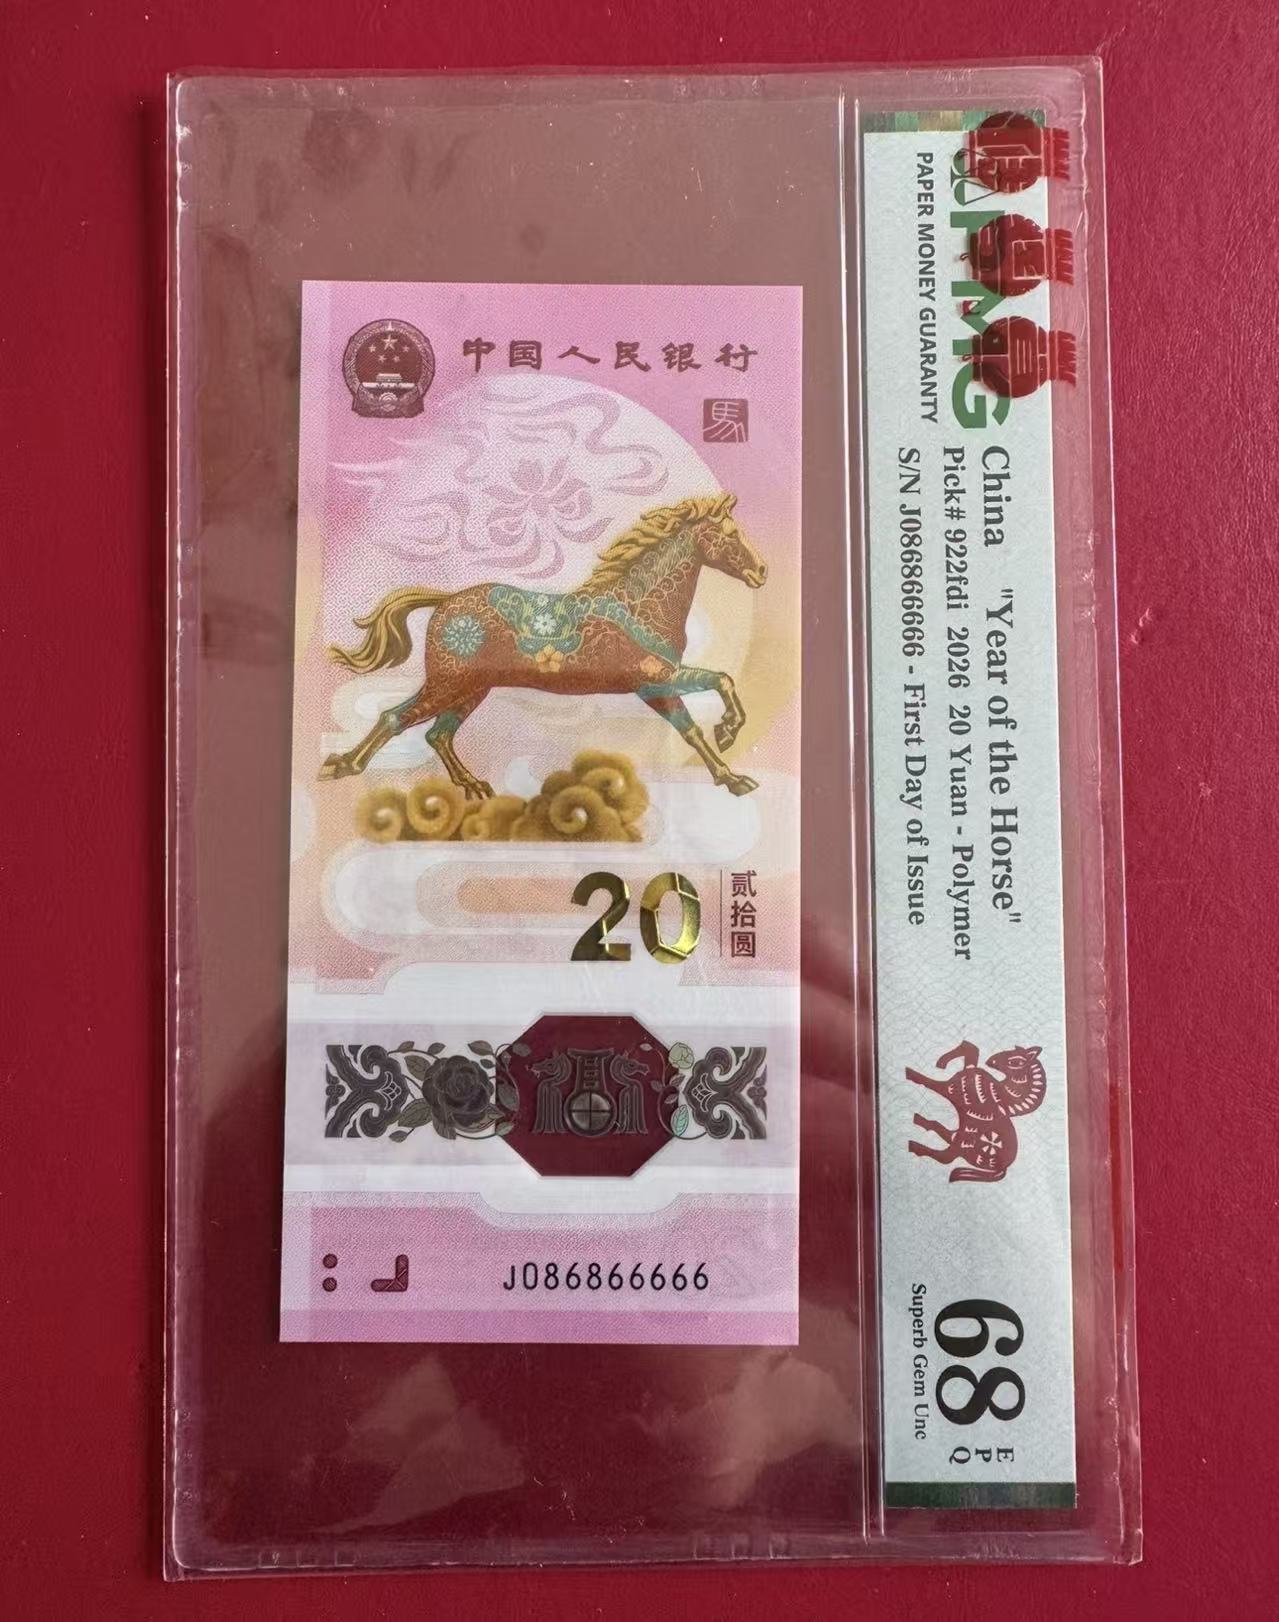 中国人民银行
馬
20
贰拾圆
J086866666
PMG
PAPER MONEY GUARANTY
China "Year of the Horse"
Pick# 922fdi 2026 20 Yuan - Polymer
S/N J086866666 - First Day of Issue
68
EPQ
Superb Gem Unc